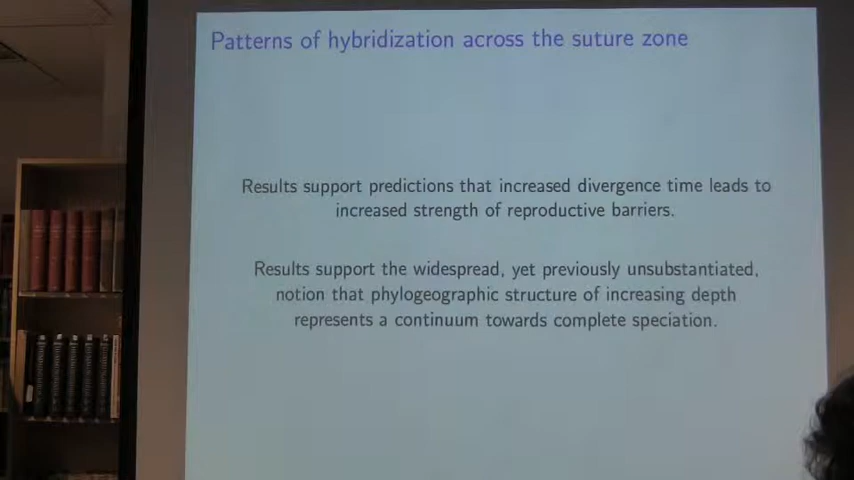 Patterns of hybridization across the suture zone
Results support predictions that increased divergence time leads to
increased strength of reproductive barriers.
Results support the widespread, yet previously unsubstantiated,
notion that phylogeographic structure of increasing depth
represents a continuum towards complete speciation.